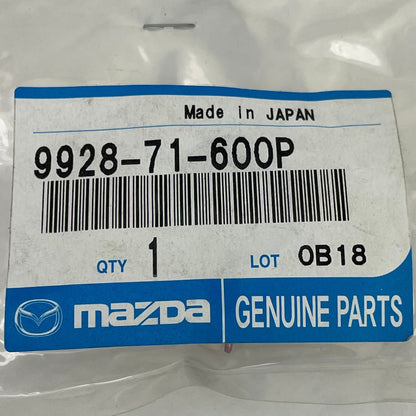 Made in JAPAN
9928-71-600P
QTY 1 LOT 0B18
mazda GENUINE PARTS